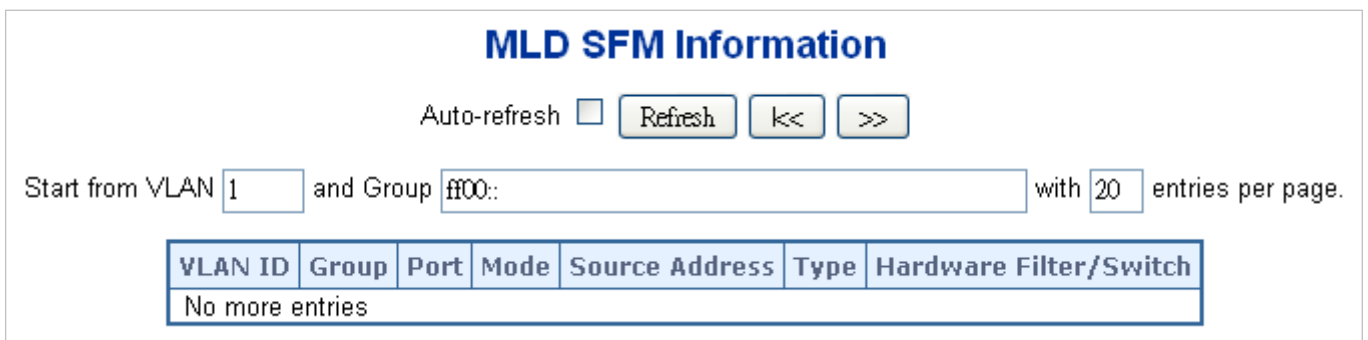 MLD SFM Information
Auto-refresh Refresh |<< >>
Start from VLAN 1 and Group ff00:: with 20 entries per page.
VLAN ID Group Port Mode Source Address Type Hardware Filter/Switch
No more entries